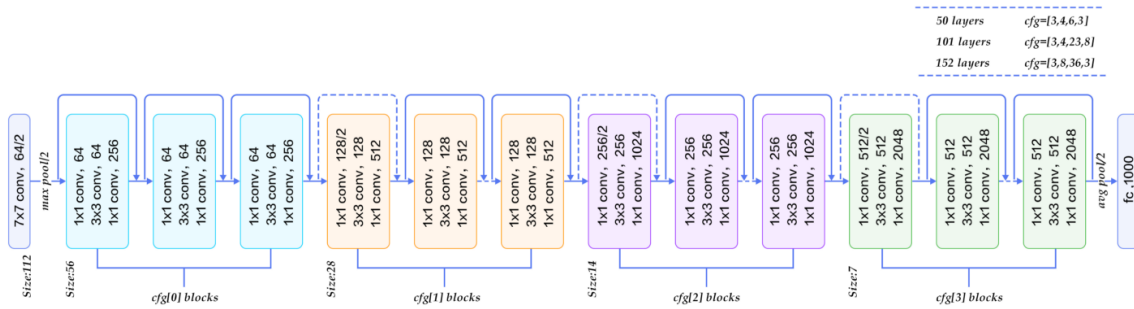 50 layers cfg=[3,4,6,3]
101 layers cfg=[3,4,23,8]
152 layers cfg=[3,8,36,3]
7x7 conv, 64/2
max pool/2
1x1 conv, 64
3x3 conv, 64
1x1 conv, 256
1x1 conv, 64
3x3 conv, 64
1x1 conv, 256
1x1 conv, 64
3x3 conv, 64
1x1 conv, 256
1x1 conv, 128/2
3x3 conv, 128
1x1 conv, 512
1x1 conv, 128
3x3 conv, 128
1x1 conv, 512
1x1 conv, 128
3x3 conv, 128
1x1 conv, 512
1x1 conv, 256/2
3x3 conv, 256
1x1 conv, 1024
1x1 conv, 256
3x3 conv, 256
1x1 conv, 1024
1x1 conv, 256
3x3 conv, 256
1x1 conv, 1024
1x1 conv, 512/2
3x3 conv, 512
1x1 conv, 2048
1x1 conv, 512
3x3 conv, 512
1x1 conv, 2048
1x1 conv, 512
3x3 conv, 512
1x1 conv, 2048
avg pool/2
fc ,1000
Size:112
Size:56
Size:28
Size:14
Size:7
cfg[0] blocks
cfg[1] blocks
cfg[2] blocks
cfg[3] blocks